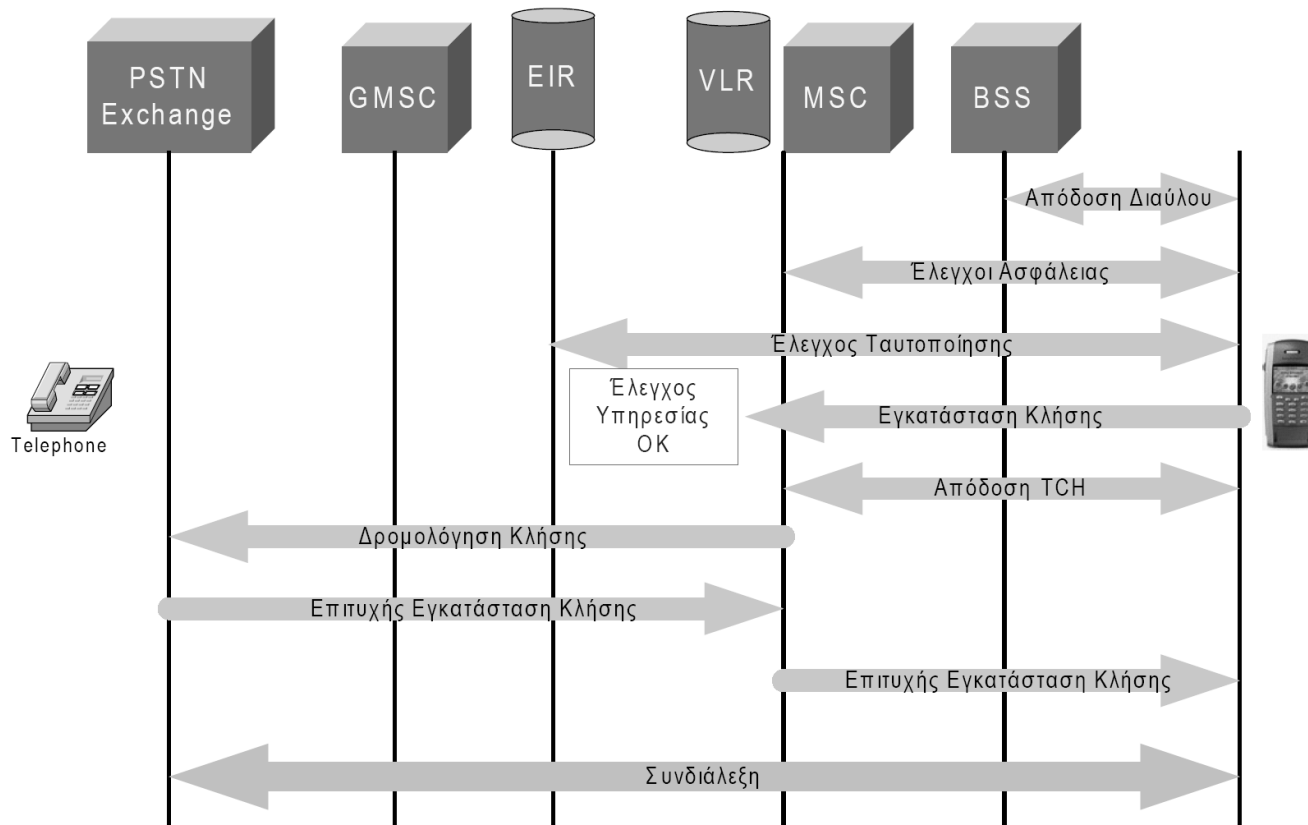 PSTN
Exchange
GMSC
EIR
VLR
MSC
BSS
Απόδοση Διαύλου
Έλεγχοι Ασφάλειας
Έλεγχος Ταυτοποίησης
Έλεγχος
Υπηρεσίας
OK
Εγκατάσταση Κλήσης
Telephone
Απόδοση TCH
Δρομολόγηση Κλήσης
Επιτυχής Εγκατάσταση Κλήσης
Επιτυχής Εγκατάσταση Κλήσης
Συνδιάλεξη